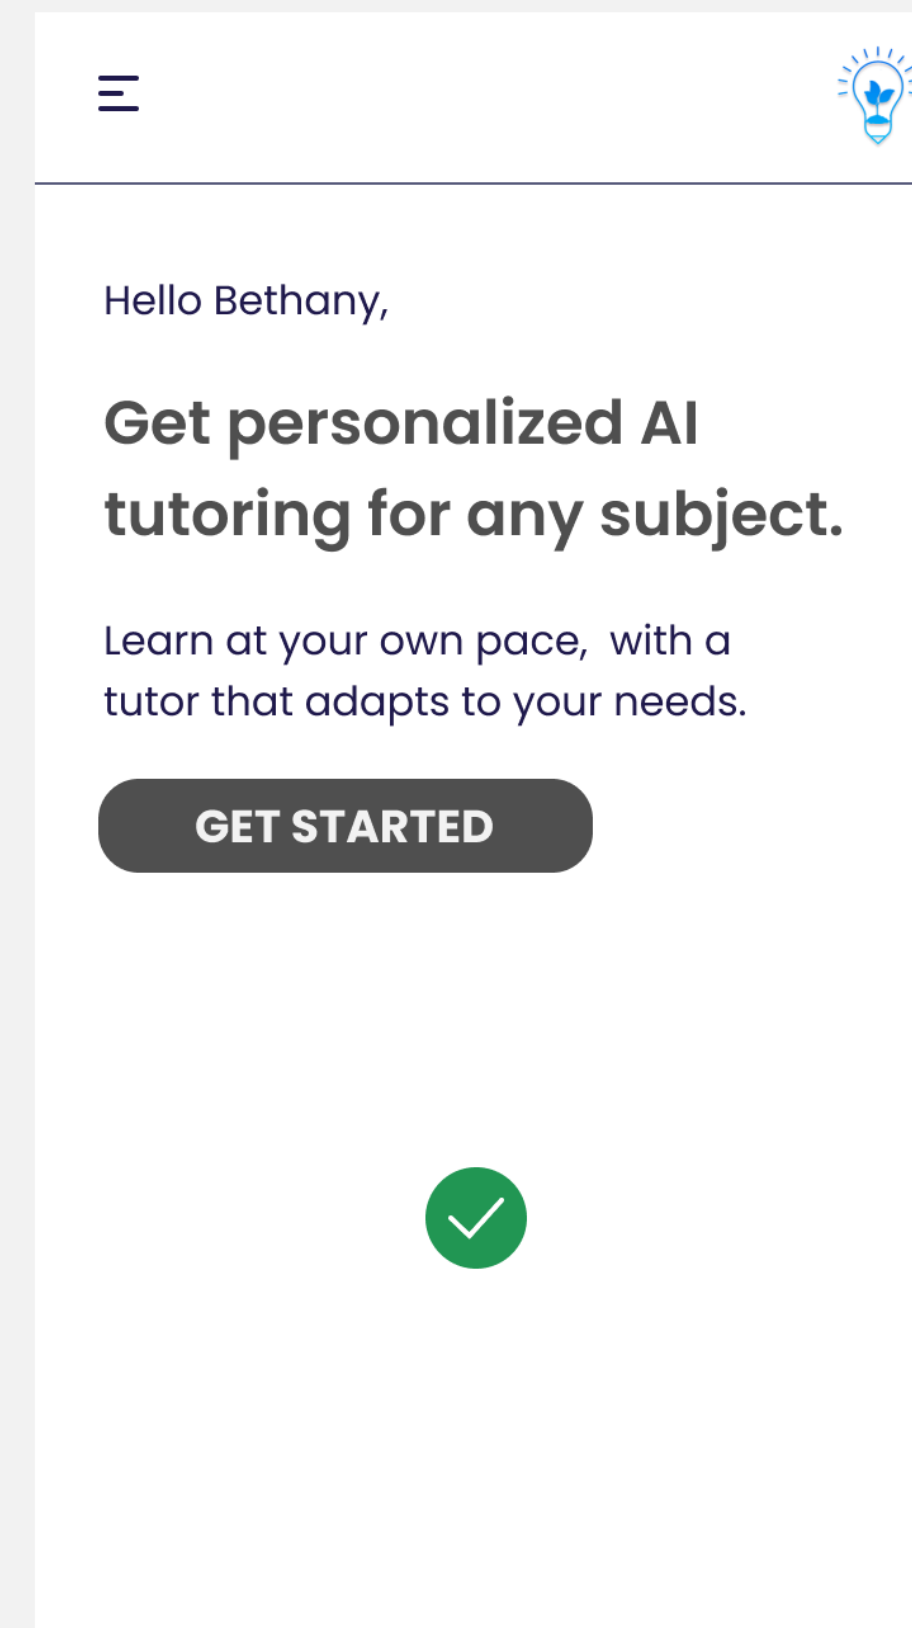 Hello Bethany,
Get personalized AI
tutoring for any subject.
Learn at your own pace,  with a
tutor that adapts to your needs.
GET STARTED